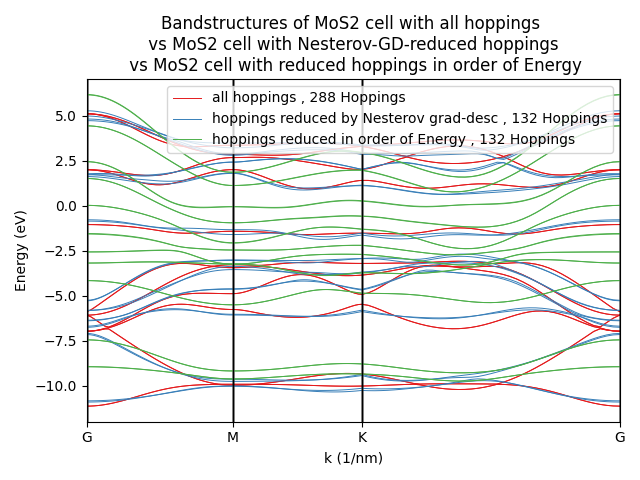 Bandstructures of MoS2 cell with all hoppings
vs MoS2 cell with Nesterov-GD-reduced hoppings
vs MoS2 cell with reduced hoppings in order of Energy
all hoppings , 288 Hoppings
hoppings reduced by Nesterov grad-desc , 132 Hoppings
hoppings reduced in order of Energy , 132 Hoppings
5.0
2.5
0.0
−2.5
−5.0
−7.5
−10.0
Energy (eV)
G M K G
k (1/nm)